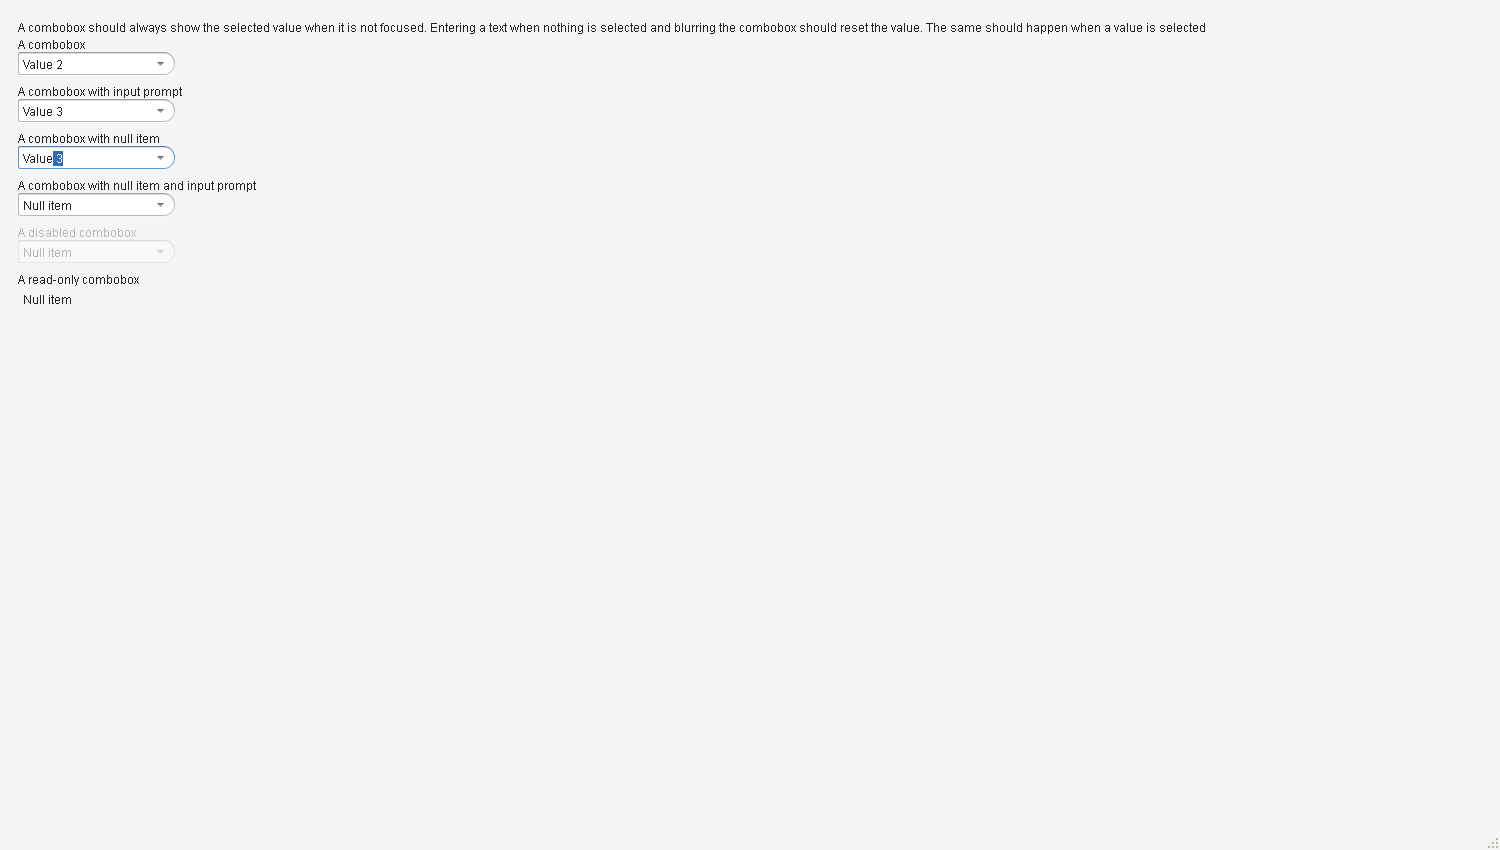 A combobox should always show the selected value when it is not focused. Entering a text when nothing is selected and blurring the combobox should reset the value. The same should happen when a value is selected
A combobox
Value 2
A combobox with input prompt
Value 3
A combobox with null item
Value 3
A combobox with null item and input prompt
Null item
A disabled combobox
Null item
A read-only combobox
Null item